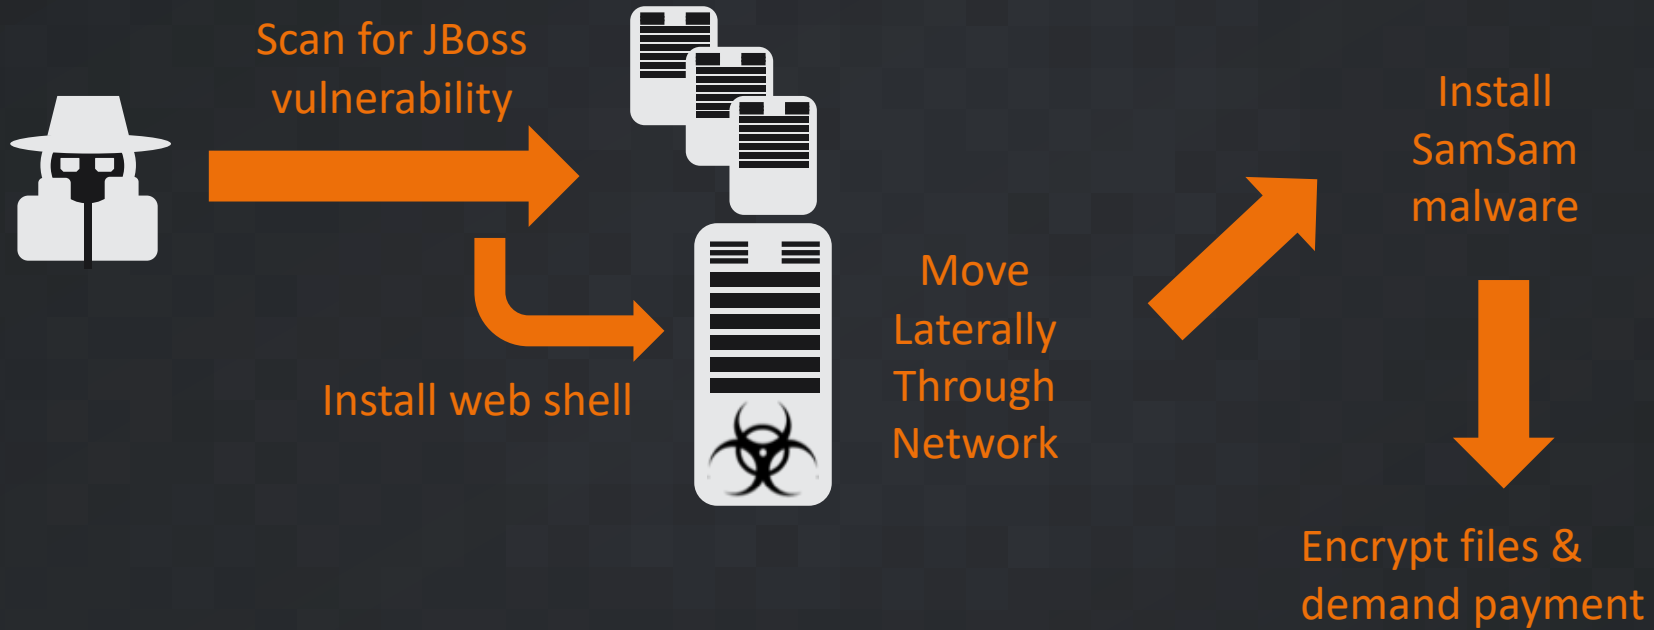 Scan for JBoss
vulnerability
Install web shell
Move
Laterally
Through
Network
Install
SamSam
malware
Encrypt files &
demand payment